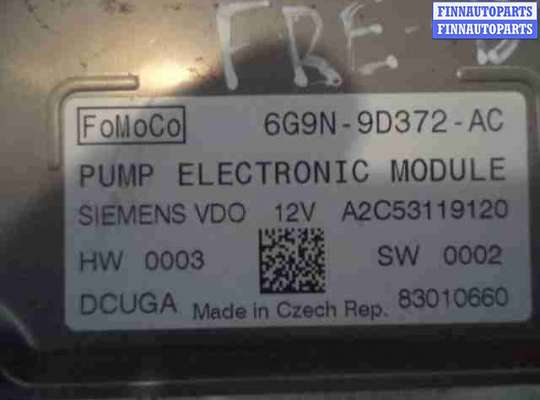 FINNAUTOPARTS
FINNAUTOPARTS
FRE-
FoMoCo 6G9N-9D372-AC
PUMP ELECTRONIC MODULE
SIEMENS VDO 12V A2C53119120
HW 0003 SW 0002
DCUGA Made in Czech Rep. 83010660